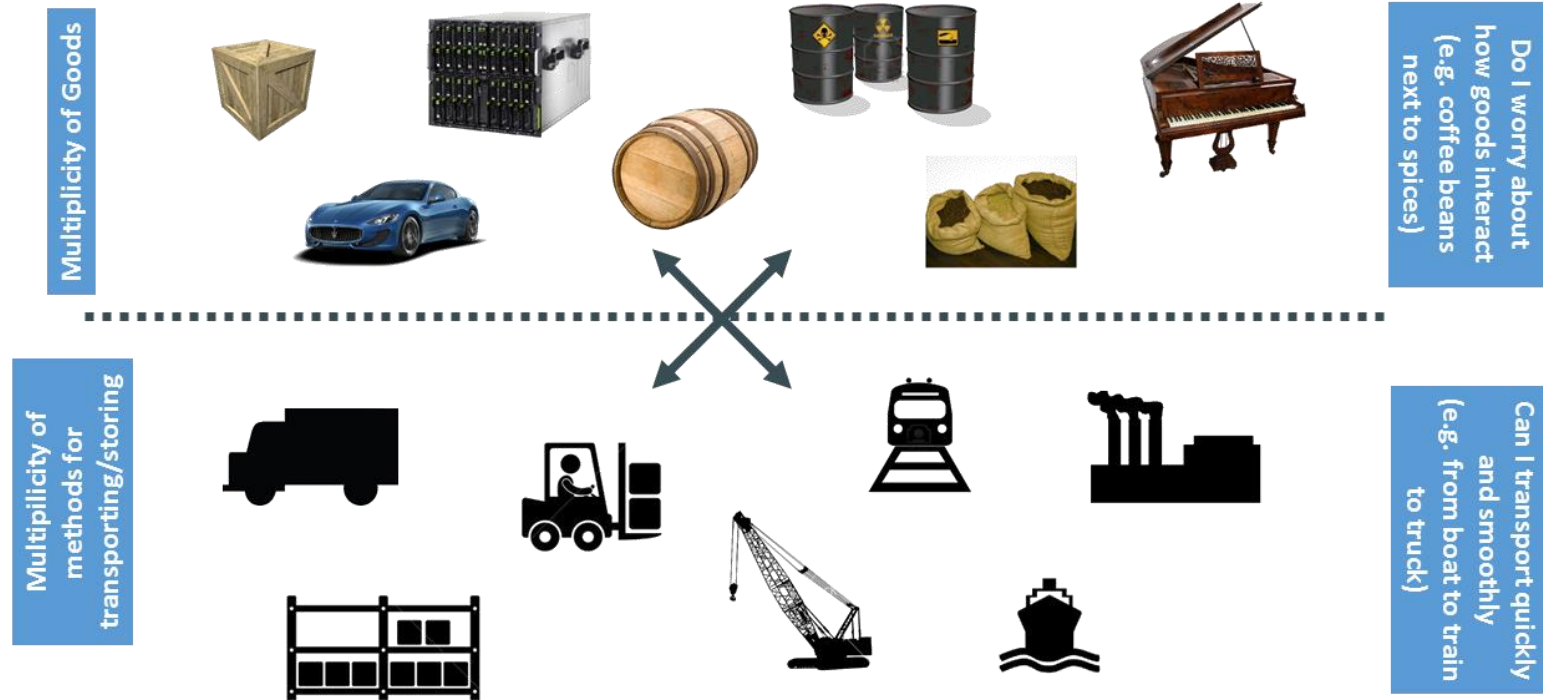 Multiplicity of Goods
Do I worry about
how goods interact
(e.g. coffee beans
next to spices)
Multipilicity of
methods for
transporting/storing
Can I transport quickly
and smoothly
(e.g. from boat to train
to truck)